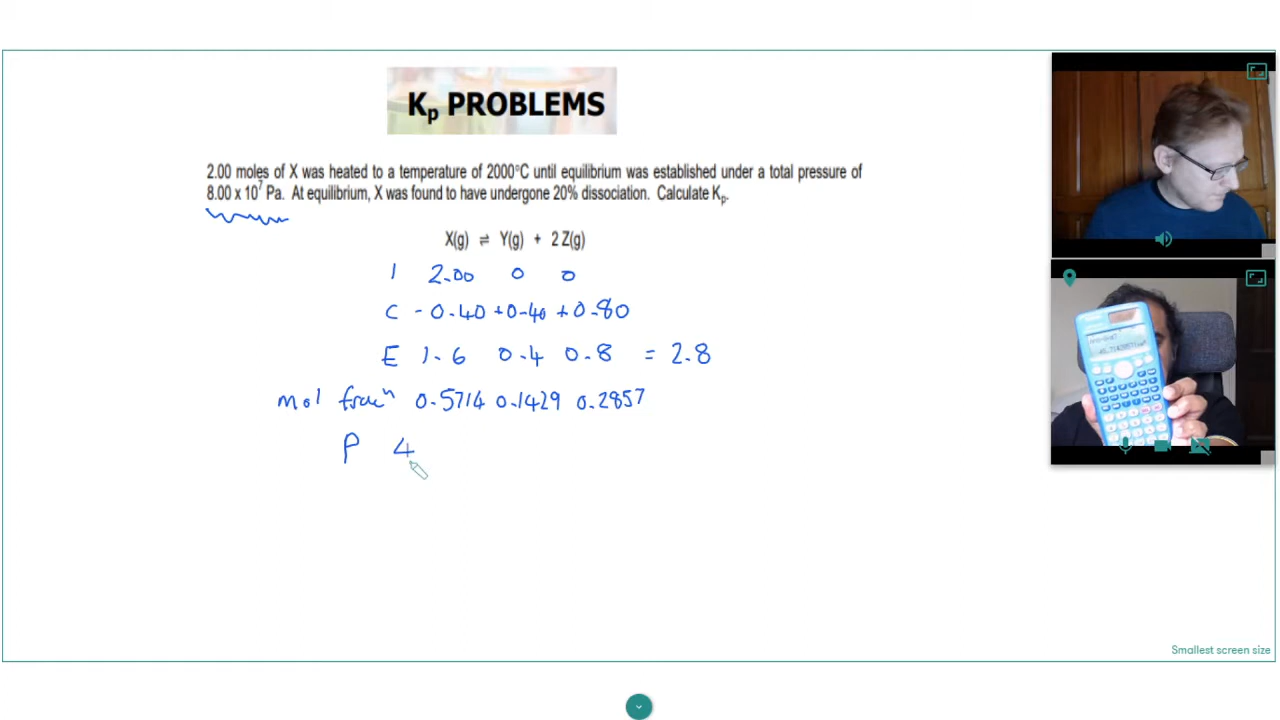 Kp PROBLEMS
2.00 moles of X was heated to a temperature of 2000°C until equilibrium was established under a total pressure of
8.00 x 10⁷ Pa. At equilibrium, X was found to have undergone 20% dissociation. Calculate Kp.
X(g) ⇌ Y(g) + 2 Z(g)
I 2.00 0 0
C - 0.40 +0.40 +0.80
E 1.6 0.4 0.8 = 2.8
mol fracⁿ 0.5714 0.1429 0.2857
P 4
Smallest screen size